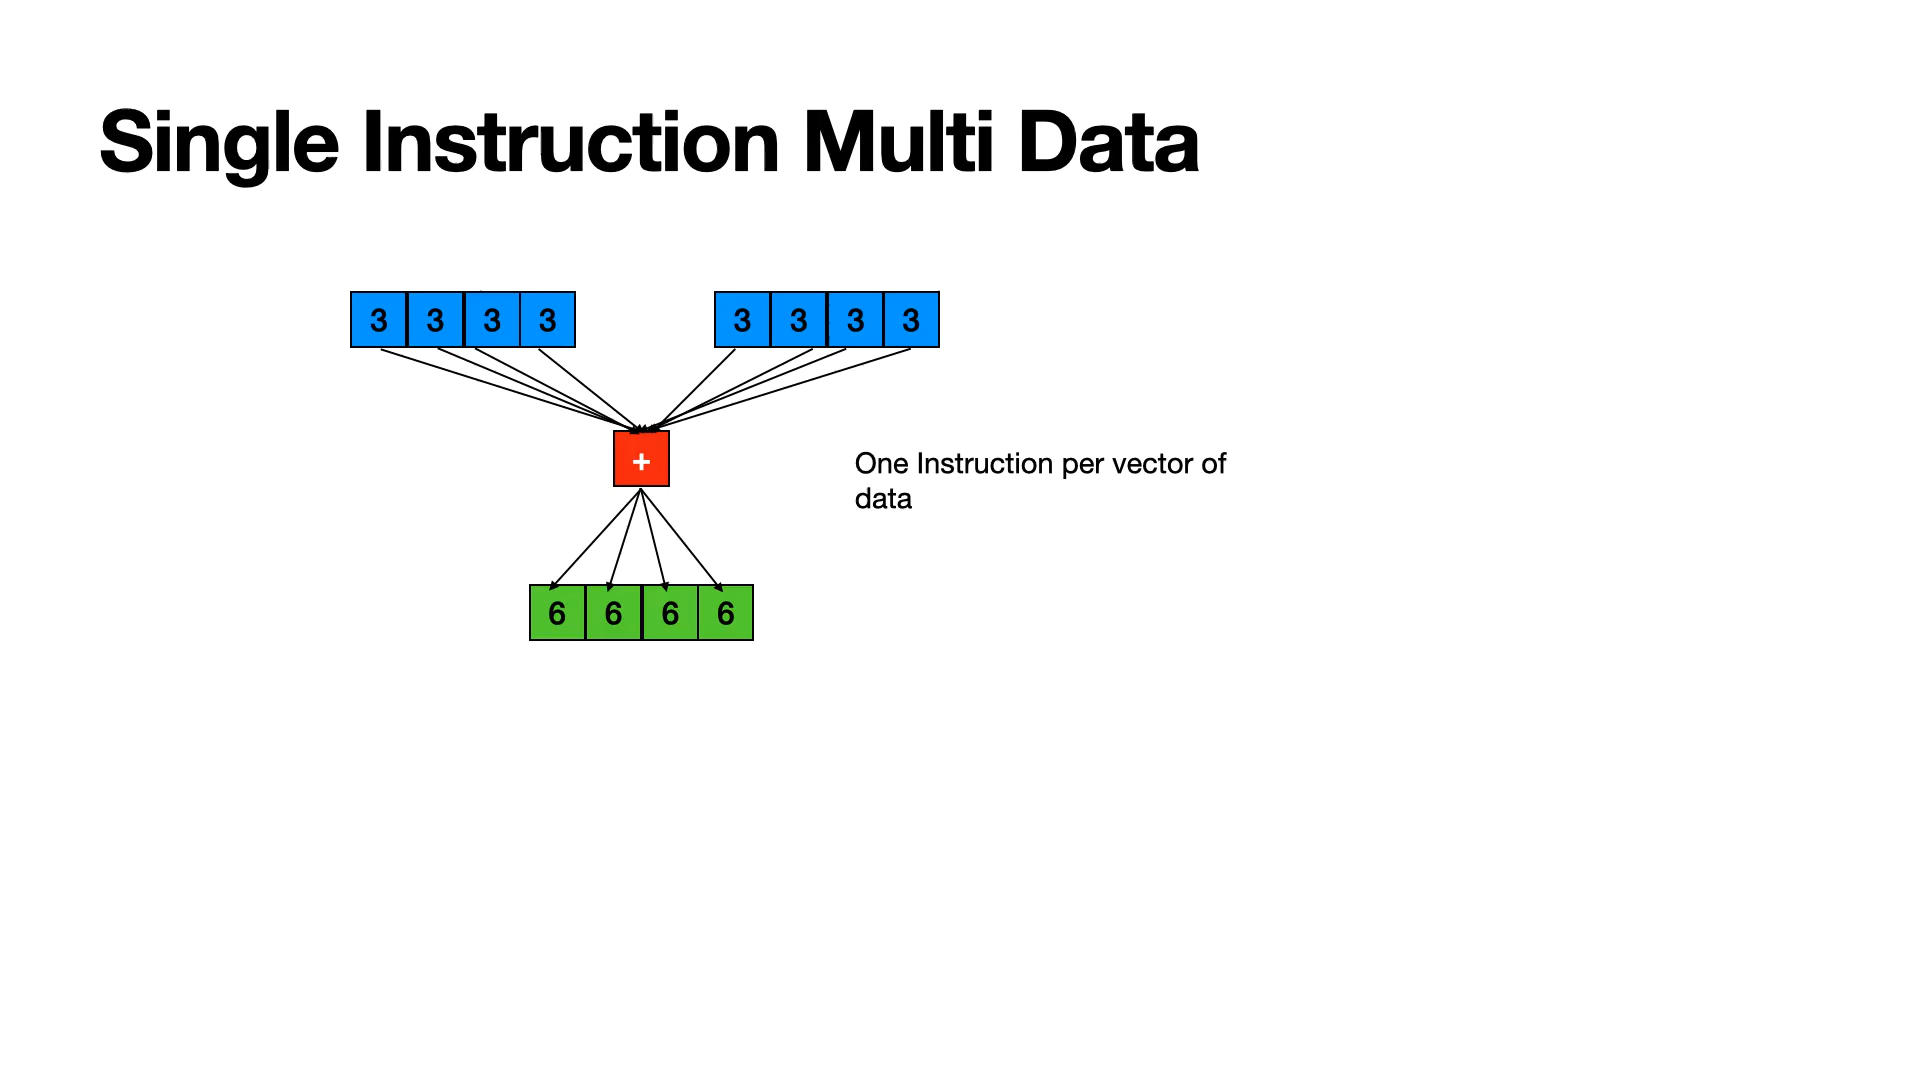 Single Instruction Multi Data
3 3 3 3 3 3 3 3
+
One Instruction per vector of
data
6 6 6 6